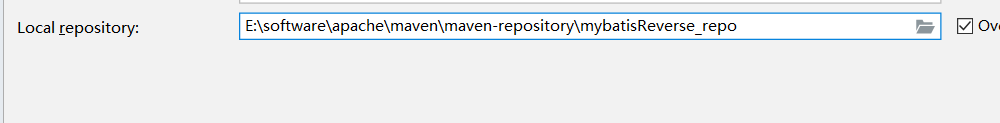 Local repository:
E:\software\apache\maven\maven-repository\mybatisReverse_repo